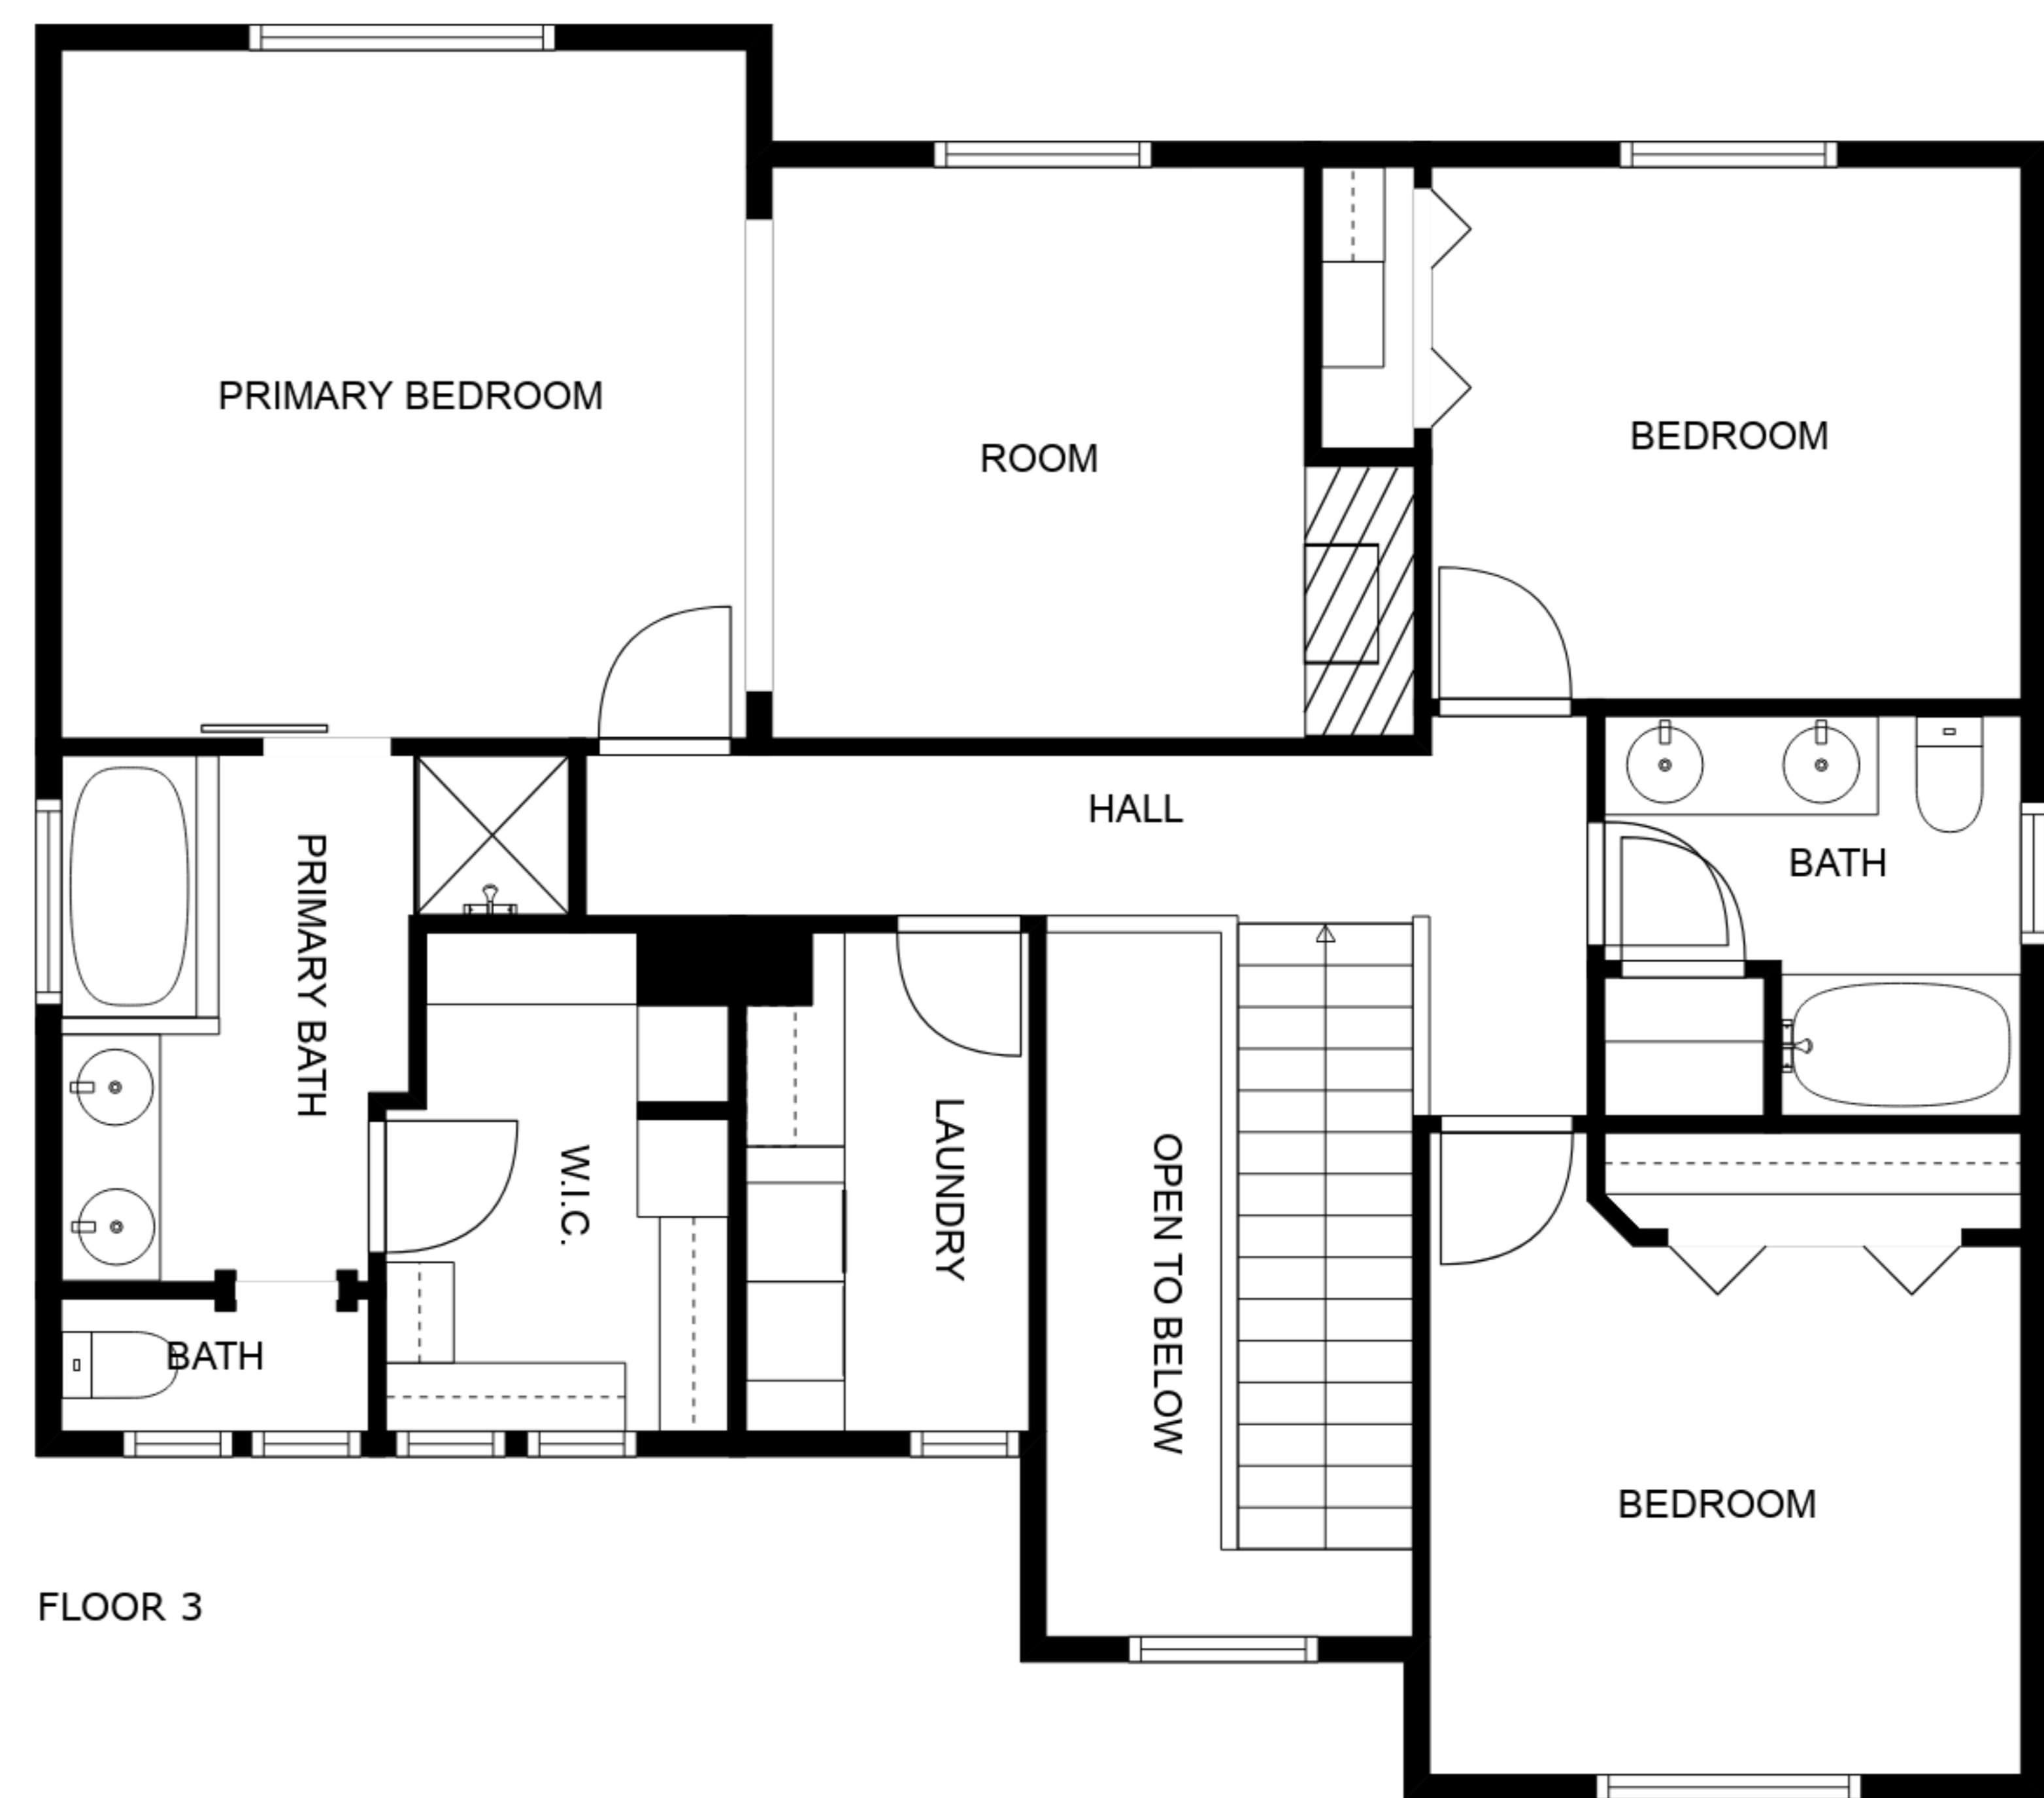 PRIMARY BEDROOM
ROOM
BEDROOM
HALL
PRIMARY BATH
BATH
W.I.C.
LAUNDRY
OPEN TO BELOW
BATH
BEDROOM
FLOOR 3